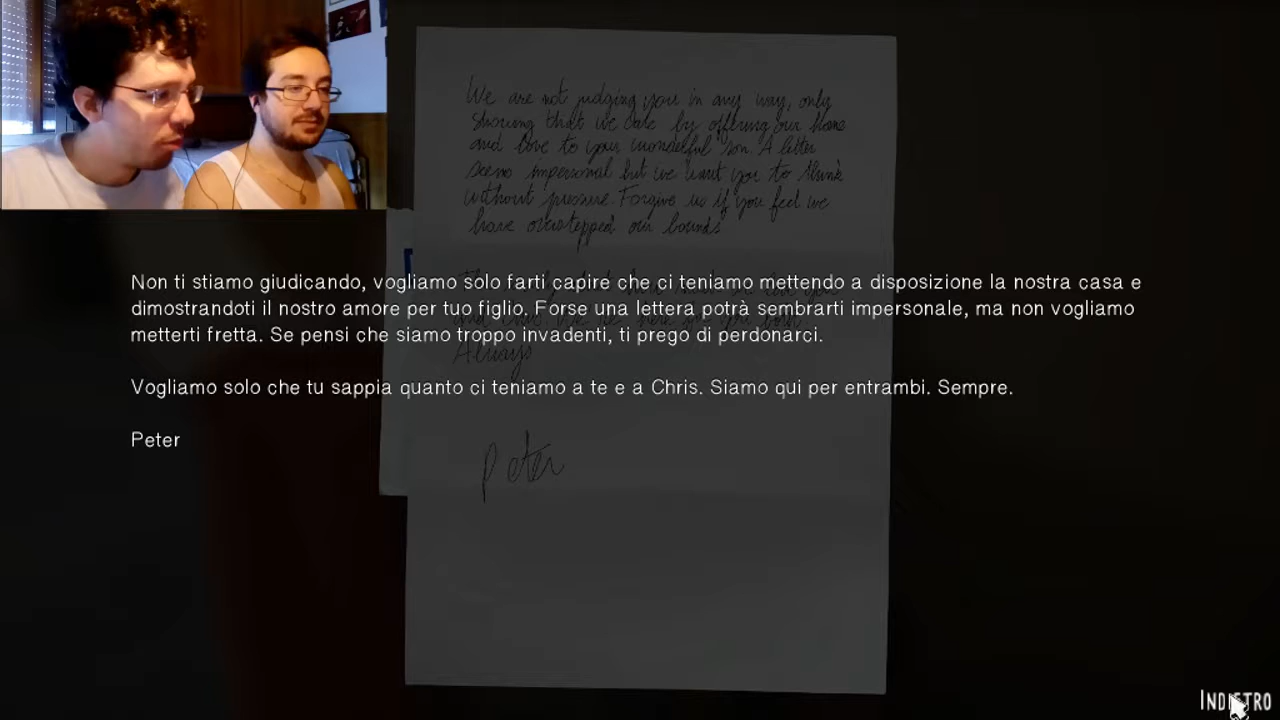 We are not judging you in any way, only
showing that we care by offering our home
and love to your wonderful son. A letter
seems impersonal but we want you to think
without pressure. Forgive us if you feel we
have overstepped our bounds
Non ti stiamo giudicando, vogliamo solo farti capire che ci teniamo mettendo a disposizione la nostra casa e
dimostrandoti il nostro amore per tuo figlio. Forse una lettera potrà sembrarti impersonale, ma non vogliamo
metterti fretta. Se pensi che siamo troppo invadenti, ti prego di perdonarci.
Always
Vogliamo solo che tu sappia quanto ci teniamo a te e a Chris. Siamo qui per entrambi. Sempre.
Peter
Peter
INDIETRO